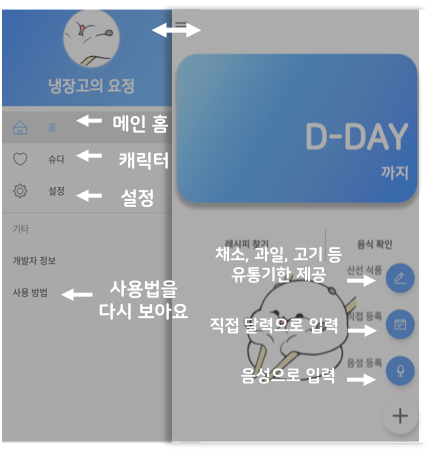 냉장고의 요정
홈
메인 홈
슈다
캐릭터
설정
설정
기타
개발자 정보
사용 방법
사용법을
다시 보아요
D-DAY
까지
레시피 찾기
음식 확인
채소, 과일, 고기 등
유통기한 제공
신선 식품
직접 등록
직접 달력으로 입력
음성 등록
음성으로 입력